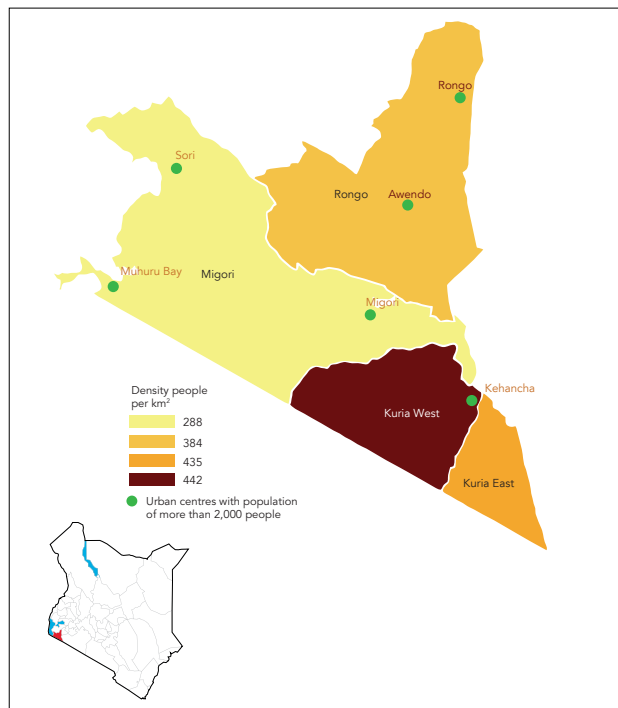 Rongo
Sori
Rongo
Awendo
Muhuru Bay
Migori
Migori
Density people
per km²
288
384
435
442
Kehancha
Kuria West
Kuria East
Urban centres with population
of more than 2,000 people